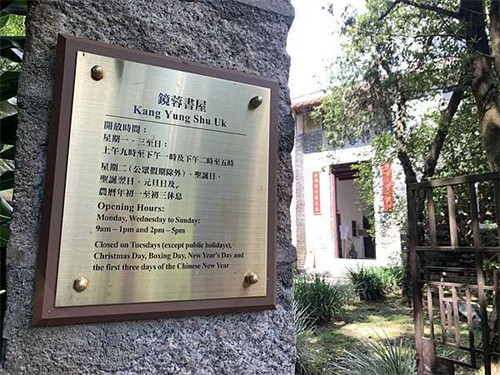 鏡蓉書屋
Kang Yung Shu Uk
開放時間：
星期一、三至日：
上午九時至下午一時及下午二時至五時
星期二（公眾假期除外）、聖誕日、
聖誕翌日、元旦日及
農曆年初一至初三休息
Opening Hours:
Monday, Wednesday to Sunday:
9am – 1pm and 2pm – 5pm
Closed on Tuesdays (except public holidays),
Christmas Day, Boxing Day, New Year's Day and
the first three days of the Chinese New Year